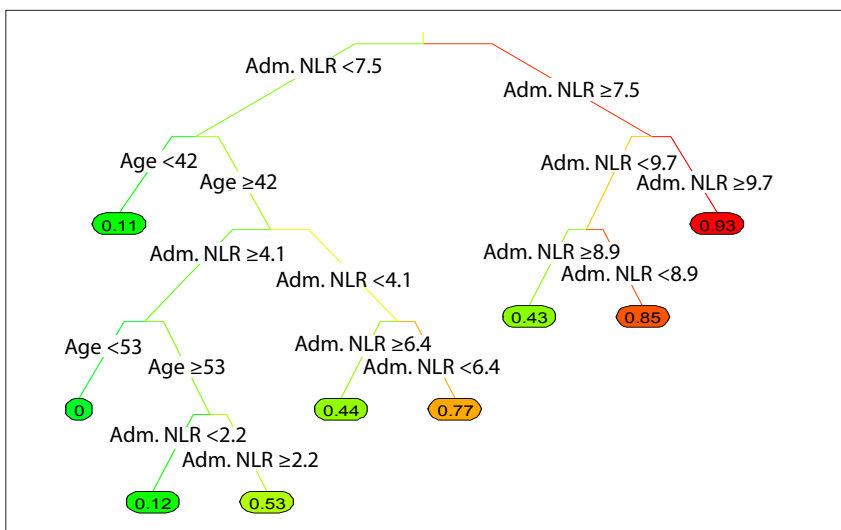 Adm. NLR <7.5
Adm. NLR ≥7.5
Age <42
Age ≥42
Adm. NLR <9.7
Adm. NLR ≥9.7
0.11
0.93
Adm. NLR ≥4.1
Adm. NLR <4.1
Adm. NLR ≥8.9
Adm. NLR <8.9
0.43
0.85
Age <53
Age ≥53
Adm. NLR ≥6.4
Adm. NLR <6.4
0
0.44
0.77
Adm. NLR <2.2
Adm. NLR ≥2.2
0.12
0.53